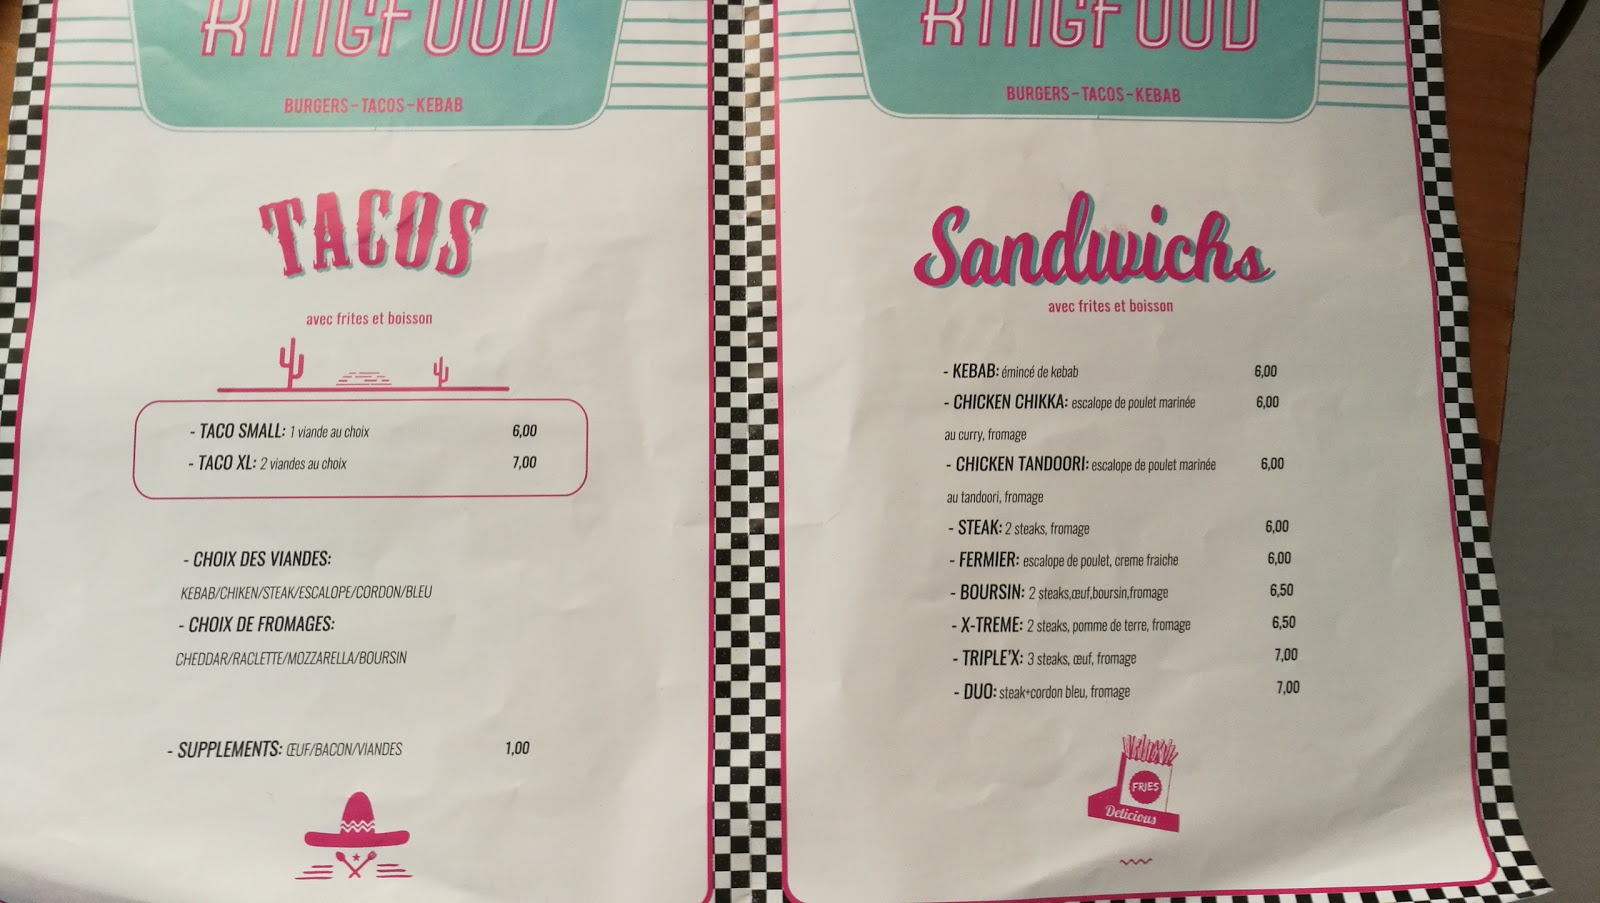 KINGFOOD
BURGERS-TACOS-KEBAB
TACOS
avec frites et boisson
- TACO SMALL: 1 viande au choix 6,00
- TACO XL: 2 viandes au choix 7,00
- CHOIX DES VIANDES:
KEBAB/CHIKEN/STEAK/ESCALOPE/CORDON/BLEU
- CHOIX DE FROMAGES:
CHEDDAR/RACLETTE/MOZZARELLA/BOURSIN
- SUPPLEMENTS: ŒUF/BACON/VIANDES 1,00
KINGFOOD
BURGERS-TACOS-KEBAB
Sandwichs
avec frites et boisson
- KEBAB: émincé de kebab 6,00
- CHICKEN CHIKKA: escalope de poulet marinée 6,00
au curry, fromage
- CHICKEN TANDOORI: escalope de poulet marinée 6,00
au tandoori, fromage
- STEAK: 2 steaks, fromage 6,00
- FERMIER: escalope de poulet, creme fraiche 6,00
- BOURSIN: 2 steaks,œuf,boursin,fromage 6,50
- X-TREME: 2 steaks, pomme de terre, fromage 6,50
- TRIPLE'X: 3 steaks, œuf, fromage 7,00
- DUO: steak+cordon bleu, fromage 7,00
FRIES
Delicious